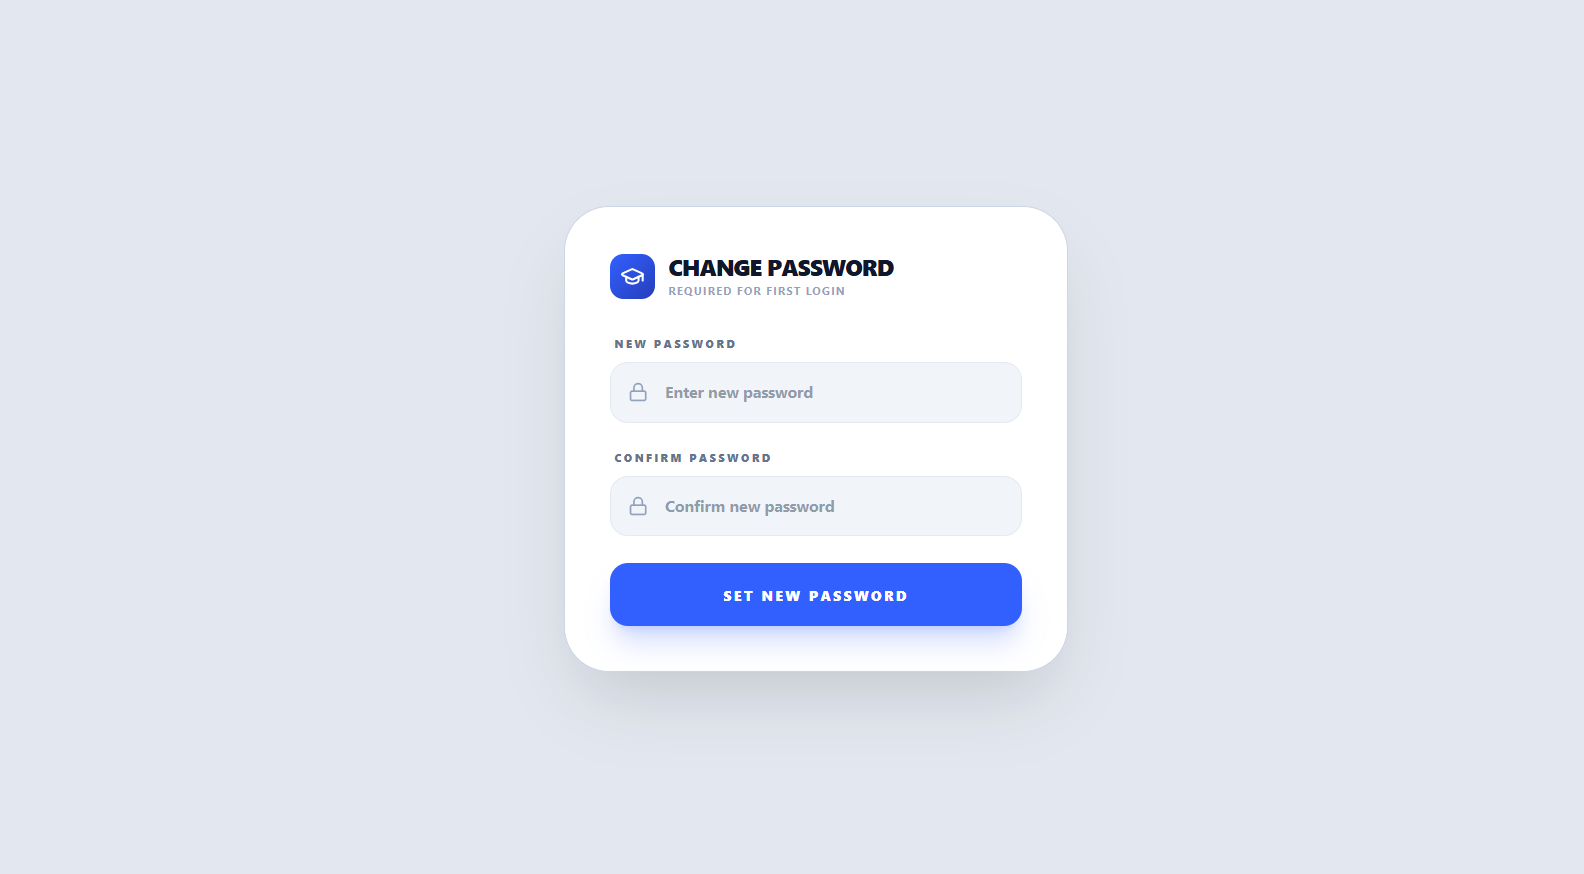 CHANGE PASSWORD
REQUIRED FOR FIRST LOGIN
NEW PASSWORD
Enter new password
CONFIRM PASSWORD
Confirm new password
SET NEW PASSWORD